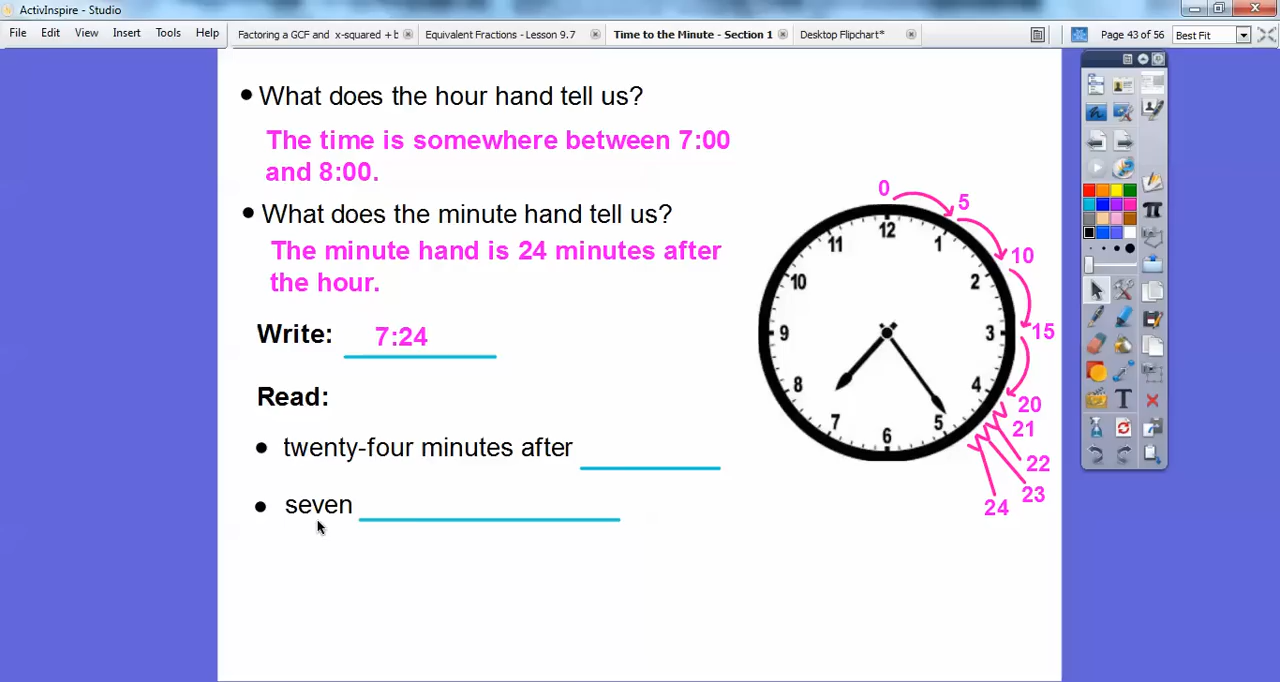 ActivInspire - Studio
File Edit View Insert Tools Help
Factoring a GCF and x-squared + b
Equivalent Fractions - Lesson 9.7
Time to the Minute - Section 1
Desktop Flipchart*
Page 43 of 56
Best Fit
• What does the hour hand tell us?
The time is somewhere between 7:00
and 8:00.
• What does the minute hand tell us?
The minute hand is 24 minutes after
the hour.
Write: 7:24
Read:
• twenty-four minutes after
• seven
0
5
10
15
20
21
22
23
24
12
1
2
3
4
5
6
7
8
9
10
11